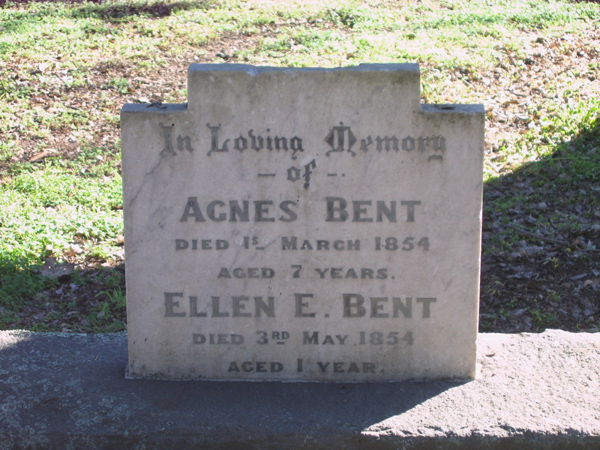 In Loving Memory
- of -
AGNES BENT
DIED 1ST MARCH 1854
AGED 7 YEARS.
ELLEN E. BENT
DIED 3RD MAY 1854
AGED 1 YEAR.